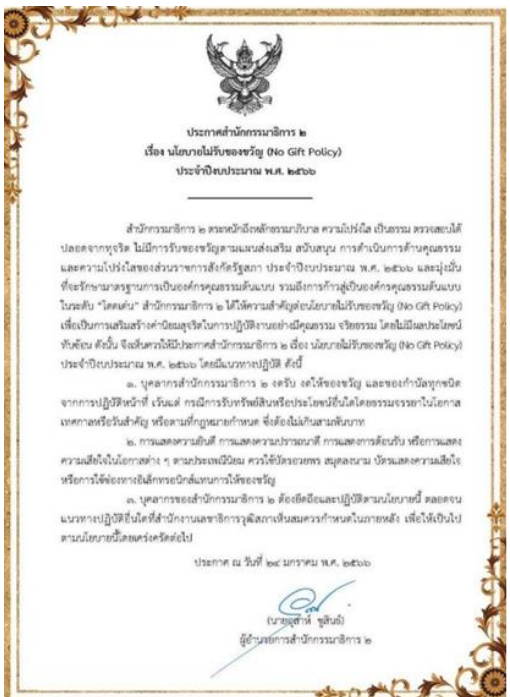 ประกาศสำนักกรรมาธิการ ๒
เรื่อง นโยบายไม่รับของขวัญ (No Gift Policy)
ประจำปีงบประมาณ พ.ศ. ๒๕๖๖
สำนักกรรมาธิการ ๒ ตระหนักถึงหลักธรรมาภิบาล ความโปร่งใส เป็นธรรม ตรวจสอบได้
ปลอดจากทุจริต ไม่มีการรับของขวัญตามแผนส่งเสริม สนับสนุน การดำเนินการด้านคุณธรรม
และความโปร่งใสของส่วนราชการสังกัดรัฐสภา ประจำปีงบประมาณ พ.ศ. ๒๕๖๖ และมุ่งมั่น
ที่จะรักษามาตรฐานการเป็นองค์กรคุณธรรมต้นแบบ รวมถึงการก้าวสู่เป็นองค์กรคุณธรรมต้นแบบ
ในระดับ “โดดเด่น” สำนักกรรมาธิการ ๒ ได้ให้ความสำคัญต่อนโยบายไม่รับของขวัญ (No Gift Policy)
เพื่อเป็นการเสริมสร้างค่านิยมสุจริตในการปฏิบัติงานอย่างมีคุณธรรม จริยธรรม โดยไม่มีผลประโยชน์
ทับซ้อน ดังนั้น จึงเห็นควรให้มีประกาศสำนักกรรมาธิการ ๒ เรื่อง นโยบายไม่รับของขวัญ (No Gift Policy)
ประจำปีงบประมาณ พ.ศ. ๒๕๖๖ โดยมีแนวทางปฏิบัติ ดังนี้
๑. บุคลากรสำนักกรรมาธิการ ๒ งดรับ งดให้ของขวัญ และของกำนัลทุกชนิด
จากการปฏิบัติหน้าที่ เว้นแต่ กรณีการรับทรัพย์สินหรือประโยชน์อื่นใดโดยธรรมจรรยาในโอกาส
เทศกาลหรือวันสำคัญ หรือตามที่กฎหมายกำหนด ซึ่งต้องไม่เกินสามพันบาท
๒. การแสดงความยินดี การแสดงความปรารถนาดี การแสดงการต้อนรับ หรือการแสดง
ความเสียใจในโอกาสต่าง ๆ ตามประเพณีนิยม ควรใช้บัตรอวยพร สมุดลงนาม บัตรแสดงความเสียใจ
หรือการใช้ช่องทางอิเล็กทรอนิกส์แทนการให้ของขวัญ
๓. บุคลากรของสำนักกรรมาธิการ ๒ ต้องยึดถือและปฏิบัติตามนโยบายนี้ ตลอดจน
แนวทางปฏิบัติอื่นใดที่สำนักงานเลขาธิการวุฒิสภาเห็นสมควรกำหนดในภายหลัง เพื่อให้เป็นไป
ตามนโยบายนี้โดยเคร่งครัดต่อไป
ประกาศ ณ วันที่ ๒๔ มกราคม พ.ศ. ๒๕๖๖
(นายอุส่าห์ ชูสินธ์)
ผู้อำนวยการสำนักกรรมาธิการ ๒